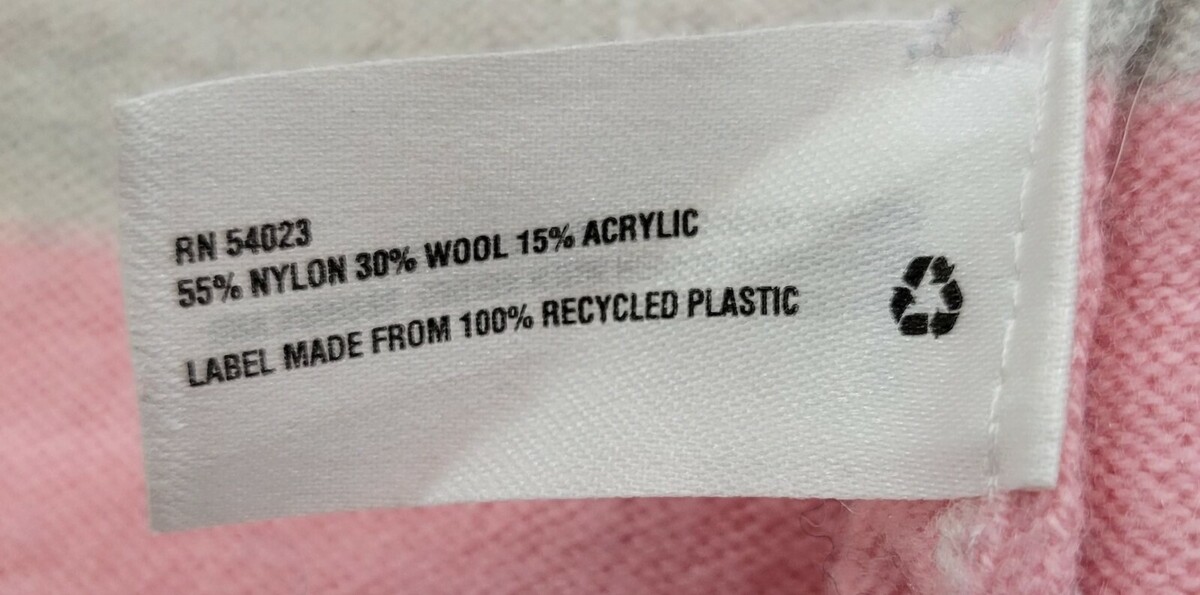 RN 54023
55% NYLON 30% WOOL 15% ACRYLIC
LABEL MADE FROM 100% RECYCLED PLASTIC